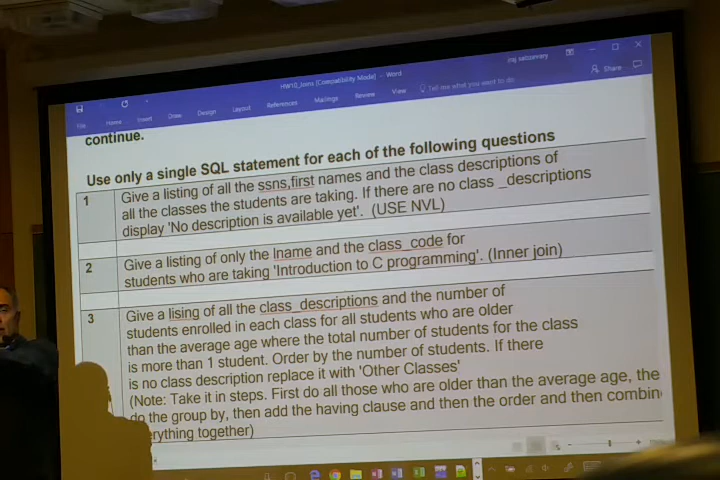 HW10_Joins [Compatibility Mode] - Word
File Home Insert Draw Design Layout References Mailings Review View Tell me what you want to do Share
continue.
Use only a single SQL statement for each of the following questions
1
Give a listing of all the ssns,first names and the class descriptions of
all the classes the students are taking. If there are no class _descriptions
display 'No description is available yet'. (USE NVL)
2
Give a listing of only the lname and the class_code for
students who are taking 'Introduction to C programming'. (Inner join)
3
Give a lising of all the class_descriptions and the number of
students enrolled in each class for all students who are older
than the average age where the total number of students for the class
is more than 1 student. Order by the number of students. If there
is no class description replace it with 'Other Classes'
(Note: Take it in steps. First do all those who are older than the average age, the
do the group by, then add the having clause and then the order and then combin
erything together)